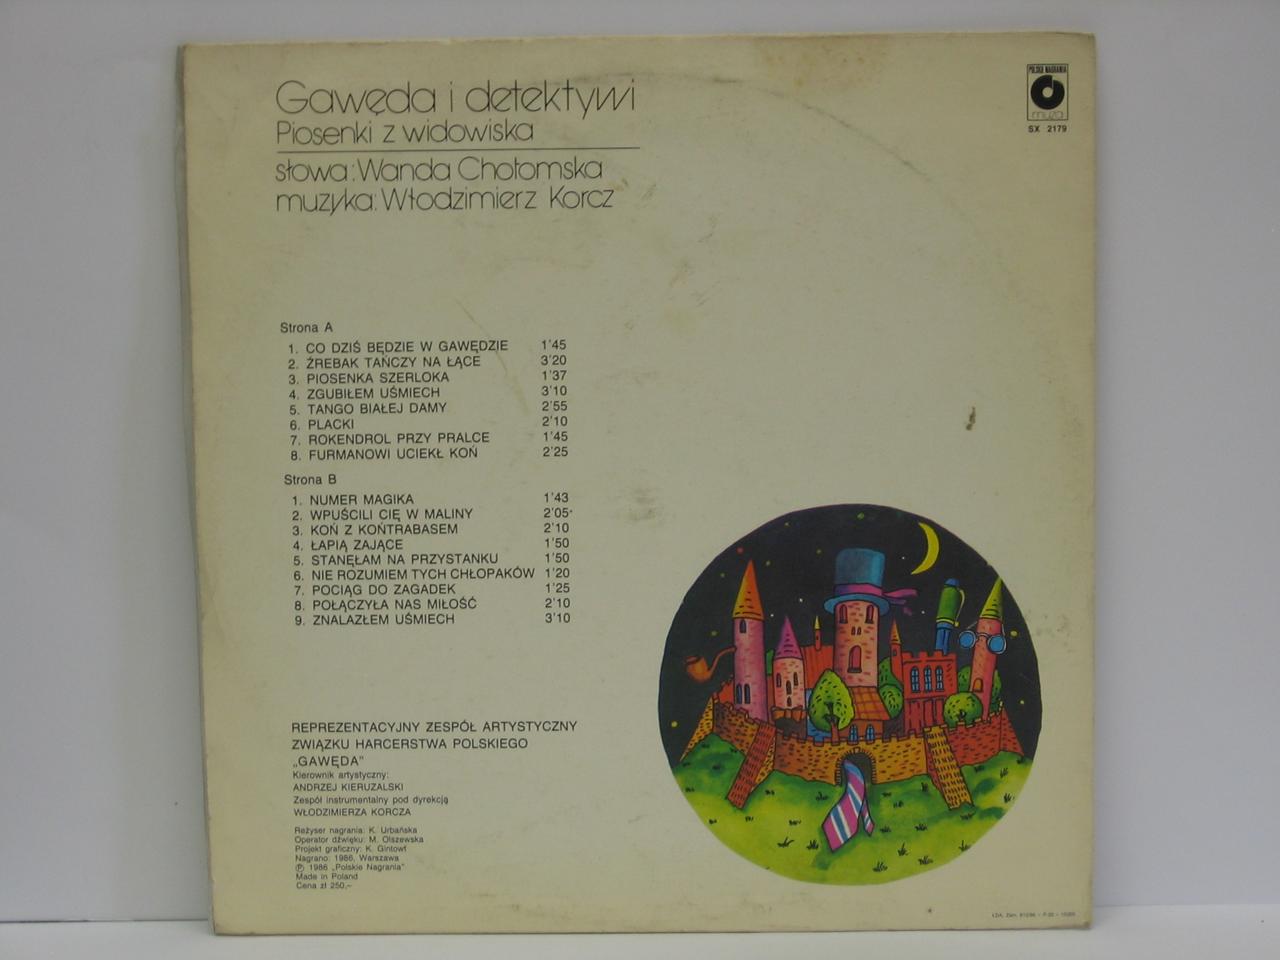 Gawęda i detektywi
Piosenki z widowiska
słowa: Wanda Chotomska
muzyka: Włodzimierz Korcz
POLSKIE NAGRANIA
muza
SX 2179
Strona A
1. CO DZIŚ BĘDZIE W GAWĘDZIE 1'45
2. ŹREBAK TAŃCZY NA ŁĄCE 3'20
3. PIOSENKA SZERLOKA 1'37
4. ZGUBIŁEM UŚMIECH 3'10
5. TANGO BIAŁEJ DAMY 2'55
6. PLACKI 2'10
7. ROKENDROL PRZY PRALCE 1'45
8. FURMANOWI UCIEKŁ KOŃ 2'25
Strona B
1. NUMER MAGIKA 1'43
2. WPUŚCILI CIĘ W MALINY 2'05
3. KOŃ Z KONTRABASEM 2'10
4. ŁAPIĄ ZAJĄCE 1'50
5. STANĘŁAM NA PRZYSTANKU 1'50
6. NIE ROZUMIEM TYCH CHŁOPAKÓW 1'20
7. POCIĄG DO ZAGADEK 1'25
8. POŁĄCZYŁA NAS MIŁOŚĆ 2'10
9. ZNALAZŁEM UŚMIECH 3'10
REPREZENTACYJNY ZESPÓŁ ARTYSTYCZNY
ZWIĄZKU HARCERSTWA POLSKIEGO
„GAWĘDA"
Kierownik artystyczny:
ANDRZEJ KIERUZALSKI
Zespół instrumentalny pod dyrekcją
WŁODZIMIERZA KORCZA
Reżyser nagrania: K. Urbańska
Operator dźwięku: M. Olszewska
Projekt graficzny: K. Gintowt
Nagrano: 1986, Warszawa
Ⓟ 1986 „Polskie Nagrania"
Made in Poland
Cena zł 250,–